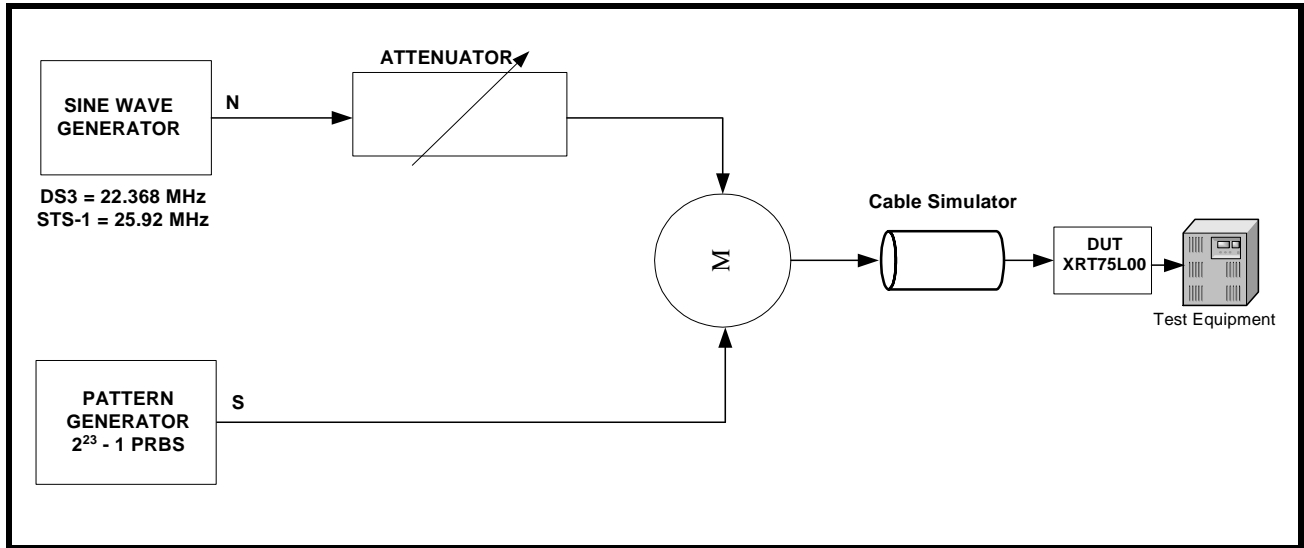 ATTENUATOR
SINE WAVE
GENERATOR
N
DS3 = 22.368 MHz
STS-1 = 25.92 MHz
M
Cable Simulator
DUT
XRT75L00
Test Equipment
PATTERN
GENERATOR
2²³ - 1 PRBS
S